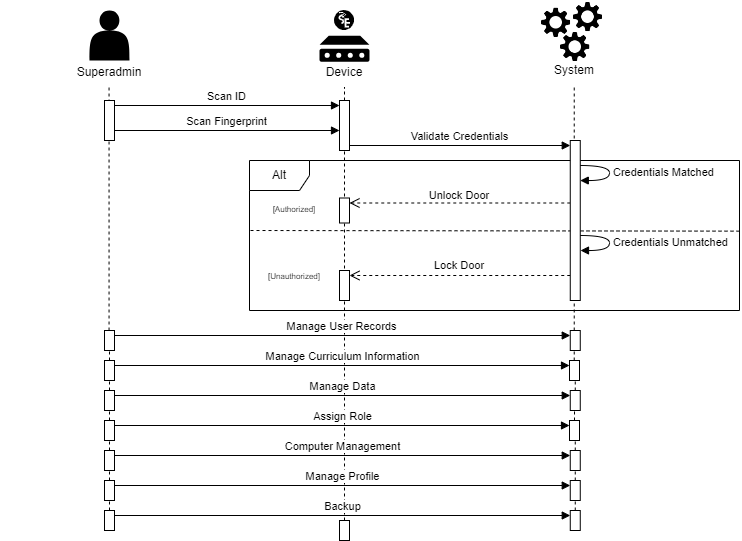 SE
Superadmin
Device
System
Scan ID
Scan Fingerprint
Validate Credentials
Alt
Credentials Matched
Unlock Door
[Authorized]
Credentials Unmatched
Lock Door
[Unauthorized]
Manage User Records
Manage Curriculum Information
Manage Data
Assign Role
Computer Management
Manage Profile
Backup